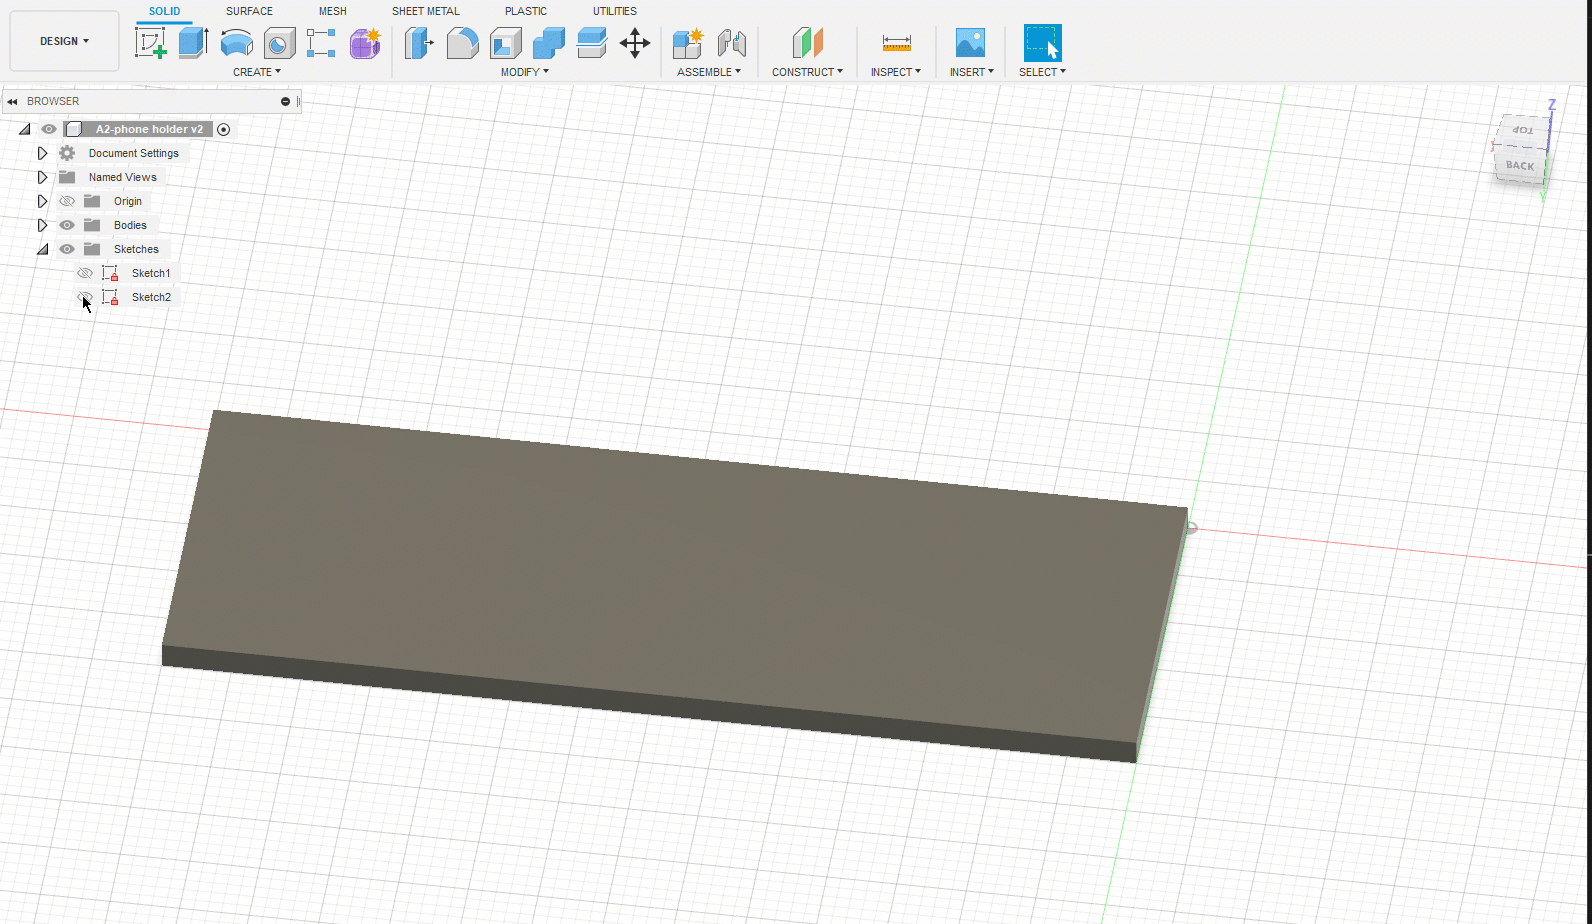 SOLID SURFACE MESH SHEET METAL PLASTIC UTILITIES
DESIGN
CREATE MODIFY ASSEMBLE CONSTRUCT INSPECT INSERT SELECT
BROWSER
A2-phone holder v2
Document Settings
Named Views
Origin
Bodies
Sketches
Sketch1
Sketch2
Z
TOP
BACK
X
Y